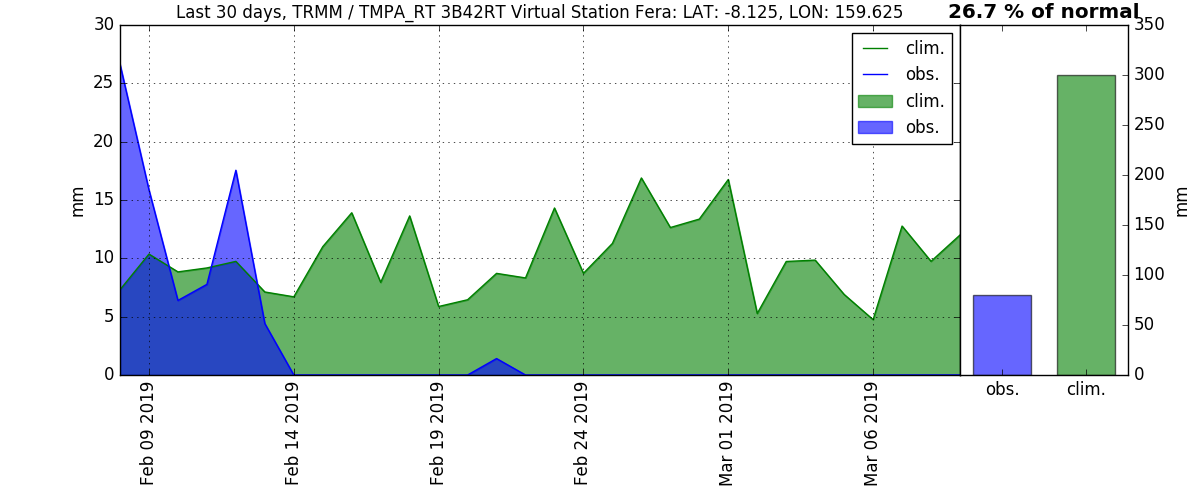 Last 30 days, TRMM / TMPA_RT 3B42RT Virtual Station Fera: LAT: -8.125, LON: 159.625
26.7 % of normal
30
25
20
15
10
5
0
mm
clim.
obs.
clim.
obs.
Feb 09 2019
Feb 14 2019
Feb 19 2019
Feb 24 2019
Mar 01 2019
Mar 06 2019
350
300
250
200
150
100
50
0
mm
obs.
clim.